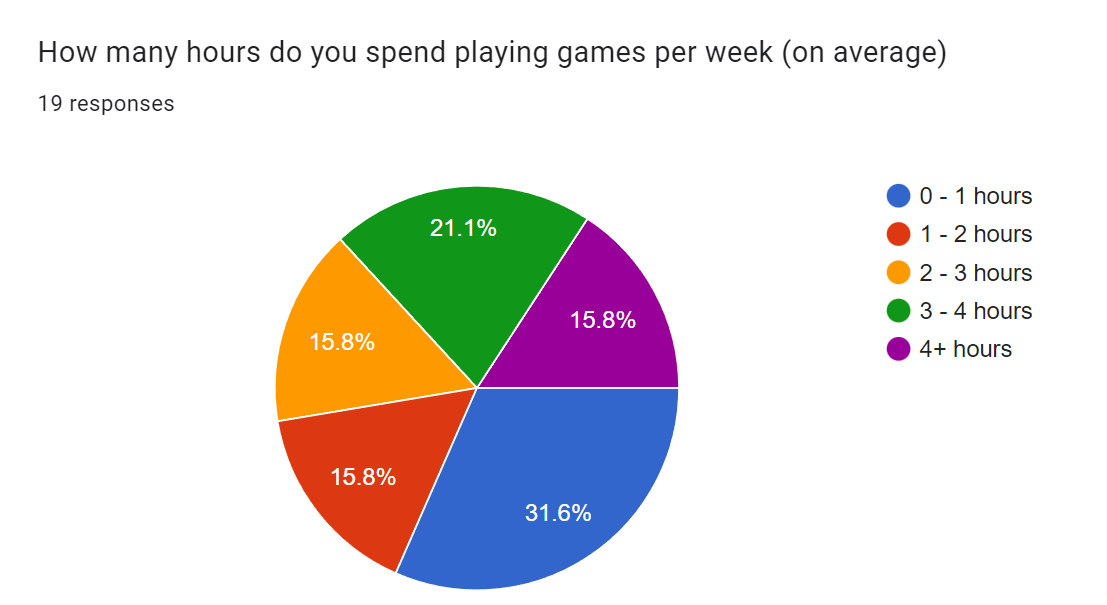 How many hours do you spend playing games per week (on average)
19 responses
21.1%
15.8%
15.8%
15.8%
31.6%
0 - 1 hours
1 - 2 hours
2 - 3 hours
3 - 4 hours
4+ hours